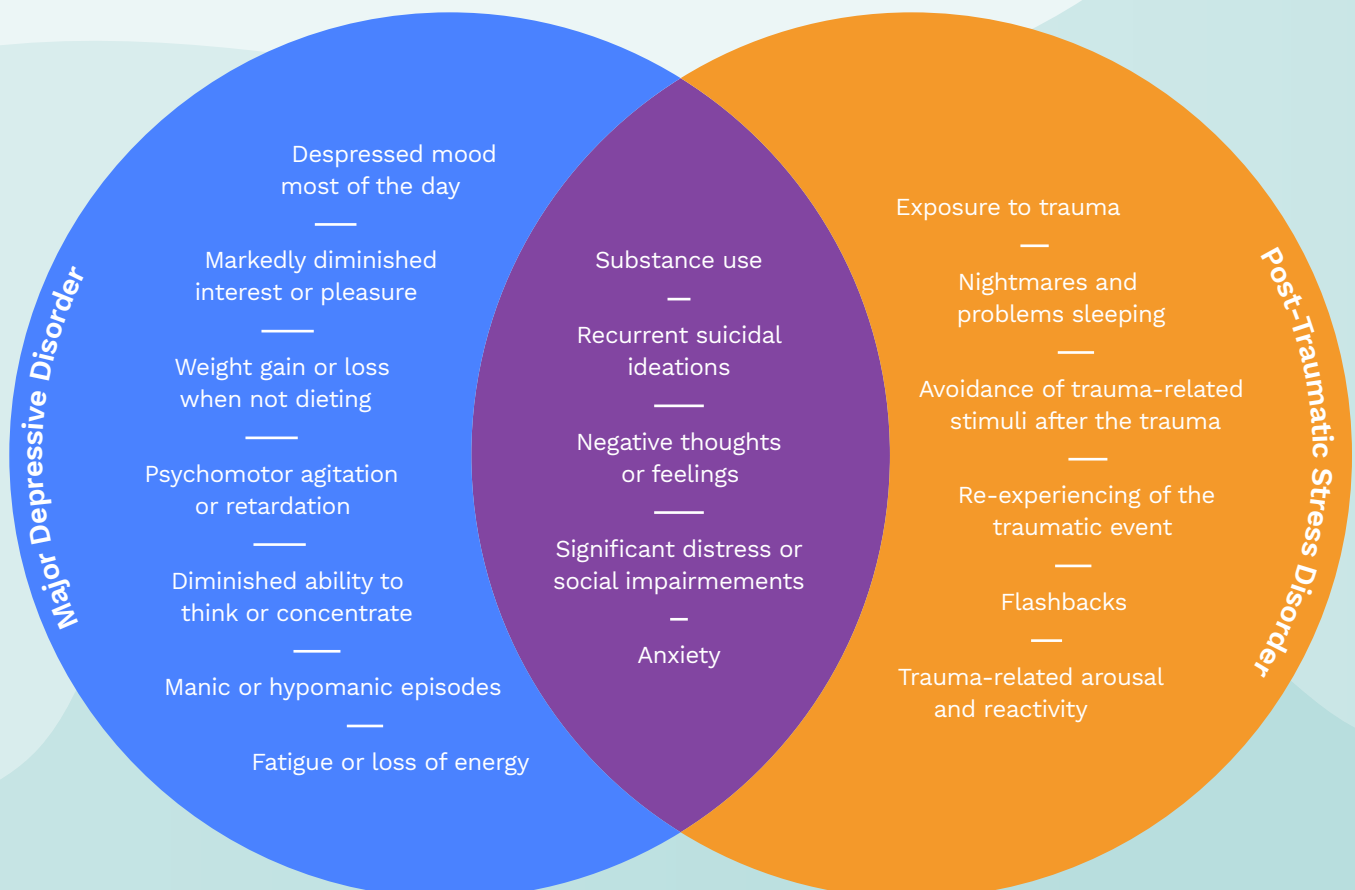 Major Depressive Disorder
Despressed mood
most of the day
Markedly diminished
interest or pleasure
Weight gain or loss
when not dieting
Psychomotor agitation
or retardation
Diminished ability to
think or concentrate
Manic or hypomanic episodes
Fatigue or loss of energy
Substance use
Recurrent suicidal
ideations
Negative thoughts
or feelings
Significant distress or
social impairmements
Anxiety
Exposure to trauma
Nightmares and
problems sleeping
Avoidance of trauma-related
stimuli after the trauma
Re-experiencing of the
traumatic event
Flashbacks
Trauma-related arousal
and reactivity
Post-Traumatic Stress Disorder